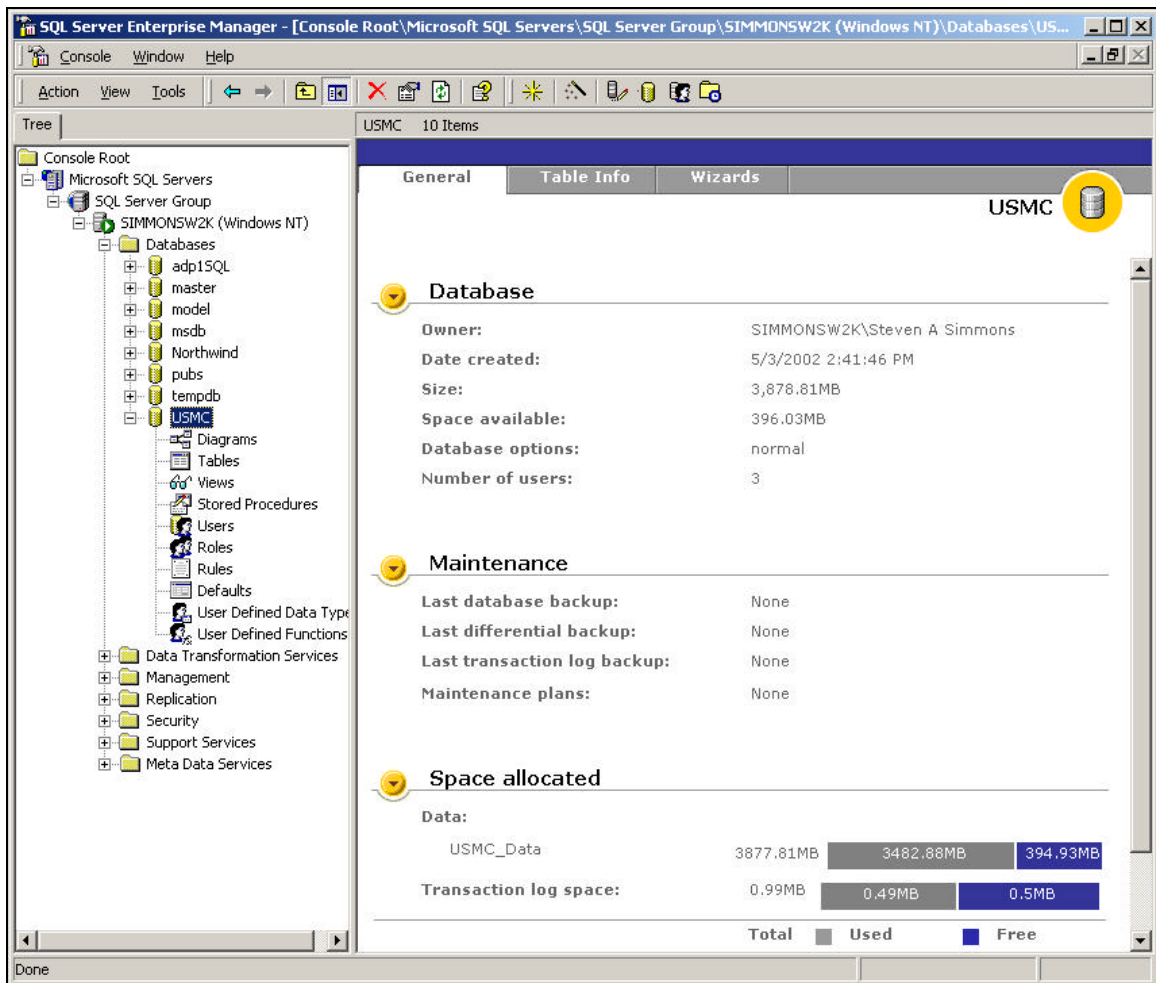 SQL Server Enterprise Manager - [Console Root\Microsoft SQL Servers\SQL Server Group\SIMMONSW2K (Windows NT)\Databases\US...
Console Window Help
Action View Tools
Tree
USMC 10 Items
Console Root
Microsoft SQL Servers
SQL Server Group
SIMMONSW2K (Windows NT)
Databases
adp1SQL
master
model
msdb
Northwind
pubs
tempdb
USMC
Diagrams
Tables
Views
Stored Procedures
Users
Roles
Rules
Defaults
User Defined Data Type
User Defined Functions
Data Transformation Services
Management
Replication
Security
Support Services
Meta Data Services
General Table Info Wizards
USMC
Database
Owner: SIMMONSW2K\Steven A Simmons
Date created: 5/3/2002 2:41:46 PM
Size: 3,878.81MB
Space available: 396.03MB
Database options: normal
Number of users: 3
Maintenance
Last database backup: None
Last differential backup: None
Last transaction log backup: None
Maintenance plans: None
Space allocated
Data:
USMC_Data 3877.81MB 3482.88MB 394.93MB
Transaction log space: 0.99MB 0.49MB 0.5MB
Total Used Free
Done